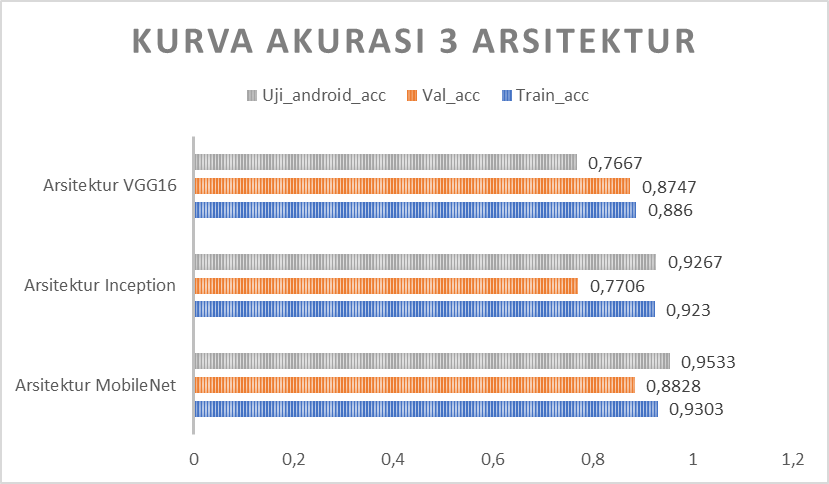 KURVA AKURASI 3 ARSITEKTUR
Uji_android_acc Val_acc Train_acc
Arsitektur VGG16
0,7667
0,8747
0,886
Arsitektur Inception
0,9267
0,7706
0,923
Arsitektur MobileNet
0,9533
0,8828
0,9303
0 0,2 0,4 0,6 0,8 1 1,2